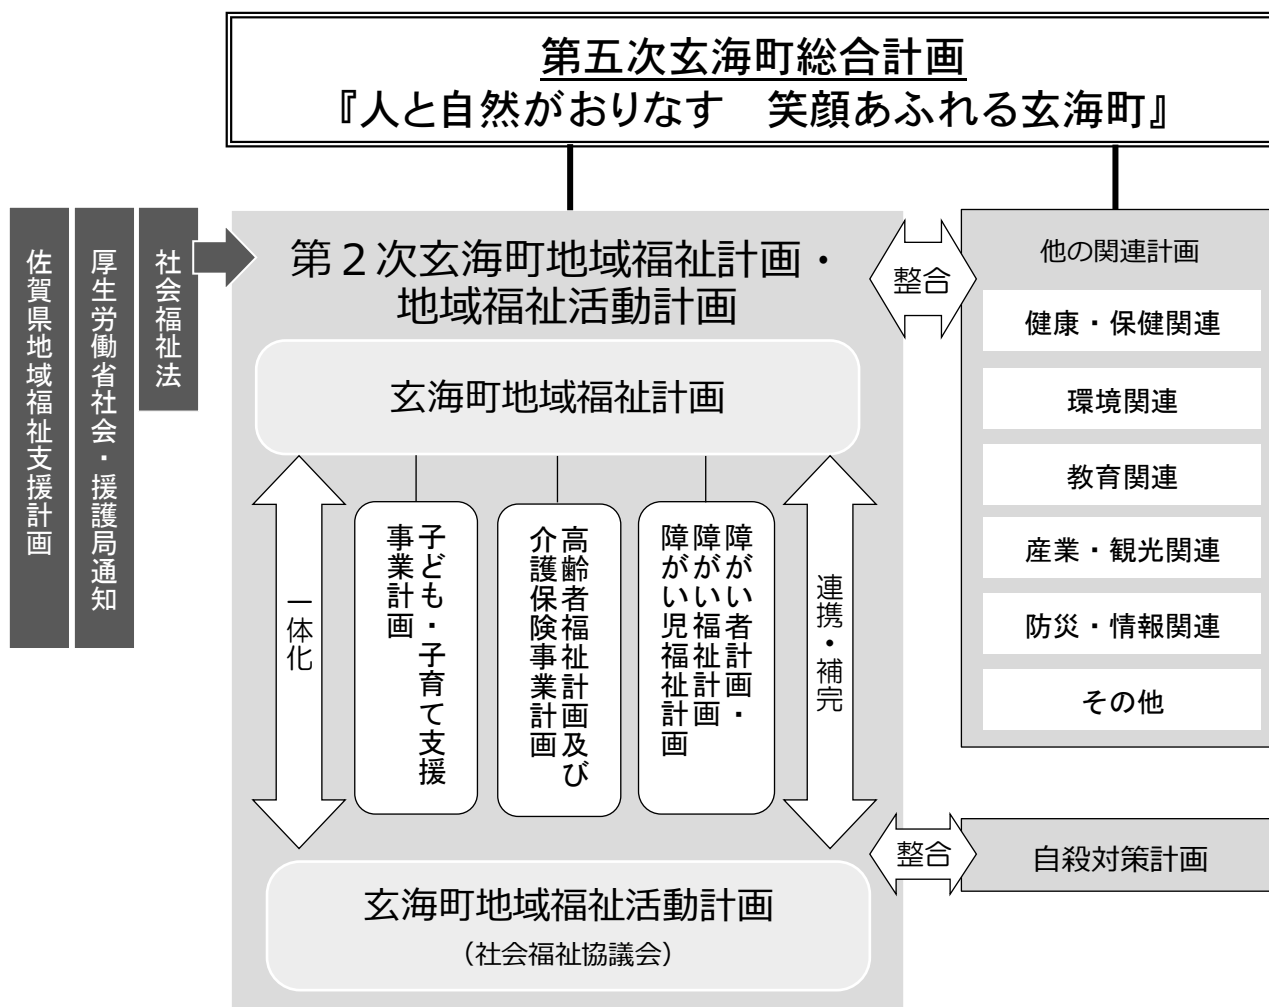 第五次玄海町総合計画
『人と自然がおりなす　笑顔あふれる玄海町』
佐賀県地域福祉支援計画
厚生労働省社会・援護局通知
社会福祉法
第２次玄海町地域福祉計画・
地域福祉活動計画
整合
他の関連計画
健康・保健関連
環境関連
教育関連
産業・観光関連
防災・情報関連
その他
玄海町地域福祉計画
一体化
子ども・子育て支援
事業計画
高齢者福祉計画及び
介護保険事業計画
障がい者計画・
障がい福祉計画
障がい児福祉計画
連携・補完
整合
自殺対策計画
玄海町地域福祉活動計画
（社会福祉協議会）